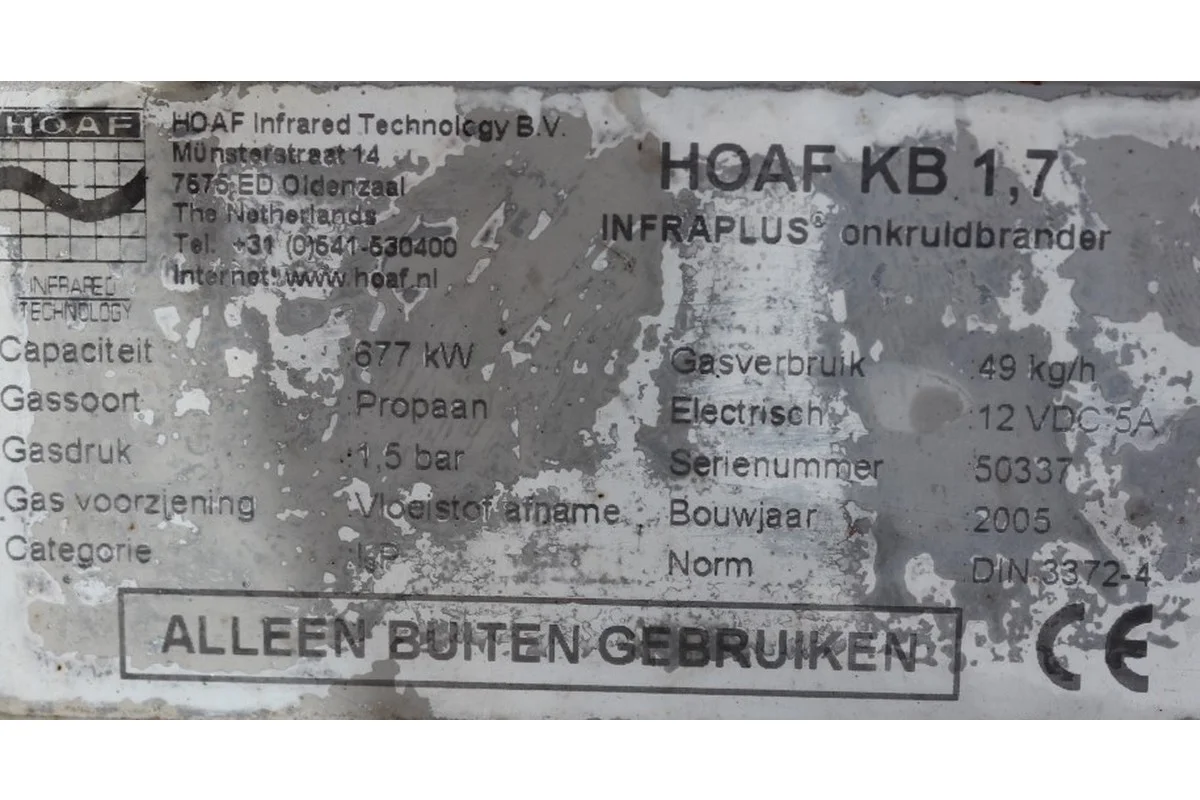 HOAF
INFRARED
TECHNOLOGY
HOAF Infrared Technology B.V.
Münsterstraat 14
7575 ED Oldenzaal
The Netherlands
Tel. +31 (0)541-530400
Internet: www.hoaf.nl
HOAF KB 1,7
INFRAPLUS® onkruidbrander
Capaciteit :677 kW
Gassoort :Propaan
Gasdruk :1,5 bar
Gas voorziening :Vloeistof afname
Categorie
Gasverbruik :49 kg/h
Electrisch :12 VDC 5A
Serienummer :50337
Bouwjaar :2005
Norm :DIN 3372-4
ALLEEN BUITEN GEBRUIKEN
CE